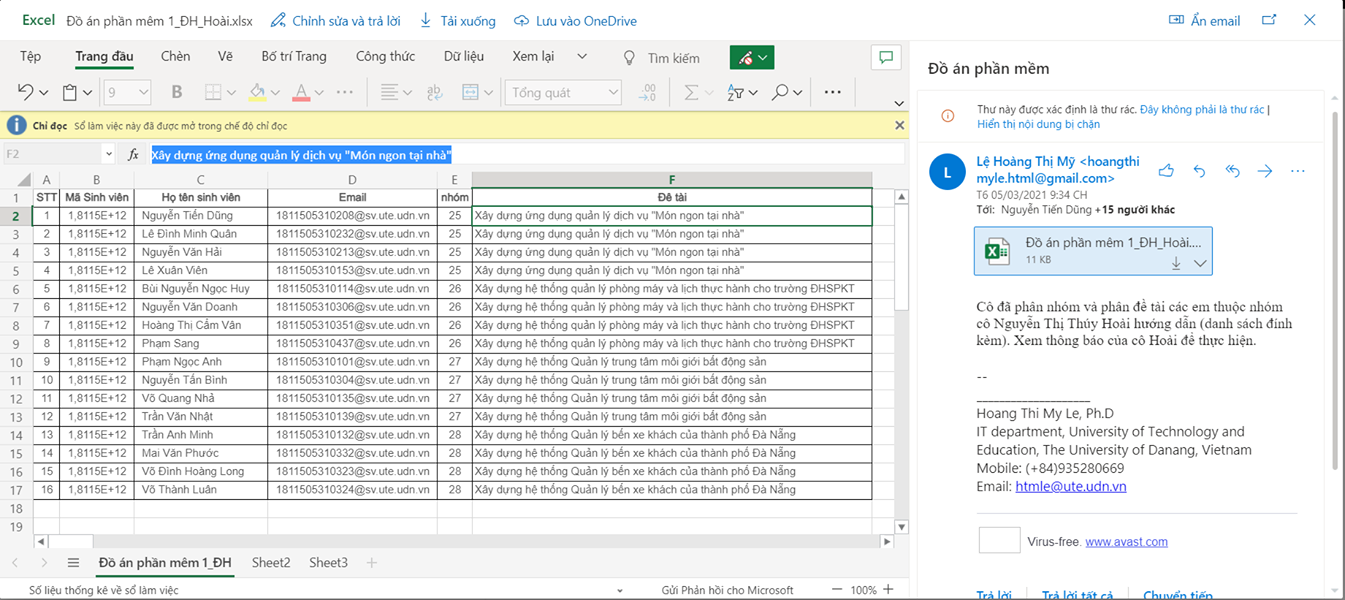 Excel Đồ án phần mêm 1_ĐH_Hoài.xlsx Chỉnh sửa và trả lời Tải xuống Lưu vào OneDrive Ẩn email
Tệp Trang đầu Chèn Vẽ Bố trí Trang Công thức Dữ liệu Xem lại Tìm kiếm
9 B A Tổng quát
Chỉ đọc Sổ làm việc này đã được mở trong chế độ chỉ đọc
F2 fx Xây dựng ứng dụng quản lý dịch vụ "Món ngon tại nhà"
A B C D E F
1 STT Mã Sinh viên Họ tên sinh viên Email nhóm Đề tài
2 1 1,8115E+12 Nguyễn Tiến Dũng 1811505310208@sv.ute.udn.vn 25 Xây dựng ứng dụng quản lý dịch vụ "Món ngon tại nhà"
3 2 1,8115E+12 Lê Đình Minh Quân 1811505310232@sv.ute.udn.vn 25 Xây dựng ứng dụng quản lý dịch vụ "Món ngon tại nhà"
4 3 1,8115E+12 Nguyễn Văn Hải 1811505310213@sv.ute.udn.vn 25 Xây dựng ứng dụng quản lý dịch vụ "Món ngon tại nhà"
5 4 1,8115E+12 Lê Xuân Viên 1811505310153@sv.ute.udn.vn 25 Xây dựng ứng dụng quản lý dịch vụ "Món ngon tại nhà"
6 5 1,8115E+12 Bùi Nguyễn Ngọc Huy 1811505310114@sv.ute.udn.vn 26 Xây dựng hệ thống quản lý phòng máy và lịch thực hành cho trường ĐHSPKT
7 6 1,8115E+12 Nguyễn Văn Doanh 1811505310306@sv.ute.udn.vn 26 Xây dựng hệ thống quản lý phòng máy và lịch thực hành cho trường ĐHSPKT
8 7 1,8115E+12 Hoàng Thị Cẩm Vân 1811505310351@sv.ute.udn.vn 26 Xây dựng hệ thống quản lý phòng máy và lịch thực hành cho trường ĐHSPKT
9 8 1,8115E+12 Phạm Sang 1811505310437@sv.ute.udn.vn 26 Xây dựng hệ thống quản lý phòng máy và lịch thực hành cho trường ĐHSPKT
10 9 1,8115E+12 Phạm Ngọc Anh 1811505310101@sv.ute.udn.vn 27 Xây dựng hệ thống Quản lý trung tâm môi giới bất động sản
11 10 1,8115E+12 Nguyễn Tấn Bình 1811505310304@sv.ute.udn.vn 27 Xây dựng hệ thống Quản lý trung tâm môi giới bất động sản
12 11 1,8115E+12 Võ Quang Nhả 1811505310135@sv.ute.udn.vn 27 Xây dựng hệ thống Quản lý trung tâm môi giới bất động sản
13 12 1,8115E+12 Trần Văn Nhật 1811505310139@sv.ute.udn.vn 27 Xây dựng hệ thống Quản lý trung tâm môi giới bất động sản
14 13 1,8115E+12 Trần Anh Minh 1811505310132@sv.ute.udn.vn 28 Xây dựng hệ thống Quản lý bến xe khách của thành phố Đà Nẵng
15 14 1,8115E+12 Mai Văn Phước 1811505310332@sv.ute.udn.vn 28 Xây dựng hệ thống Quản lý bến xe khách của thành phố Đà Nẵng
16 15 1,8115E+12 Võ Đình Hoàng Long 1811505310323@sv.ute.udn.vn 28 Xây dựng hệ thống Quản lý bến xe khách của thành phố Đà Nẵng
17 16 1,8115E+12 Võ Thành Luân 1811505310324@sv.ute.udn.vn 28 Xây dựng hệ thống Quản lý bến xe khách của thành phố Đà Nẵng
18
19
Đồ án phần mêm 1_ĐH Sheet2 Sheet3
Số liệu thống kê về sổ làm việc Gửi Phản hồi cho Microsoft 100%
Đồ án phần mềm
Thư này được xác định là thư rác. Đây không phải là thư rác |
Hiển thị nội dung bị chặn
L
Lệ Hoàng Thị Mỹ <hoangthi
myle.html@gmail.com>
T6 05/03/2021 9:34 CH
Tới: Nguyễn Tiến Dũng +15 người khác
Đồ án phần mêm 1_ĐH_Hoài....
11 KB
Cô đã phân nhóm và phân đề tài các em thuộc nhóm
cô Nguyễn Thị Thúy Hoài hướng dẫn (danh sách đính
kèm). Xem thông báo của cô Hoài để thực hiện.
--
Hoang Thi My Le, Ph.D
IT department, University of Technology and
Education, The University of Danang, Vietnam
Mobile: (+84)935280669
Email: htmle@ute.udn.vn
Virus-free. www.avast.com
Trả lời Trả lời tất cả Chuyển tiếp